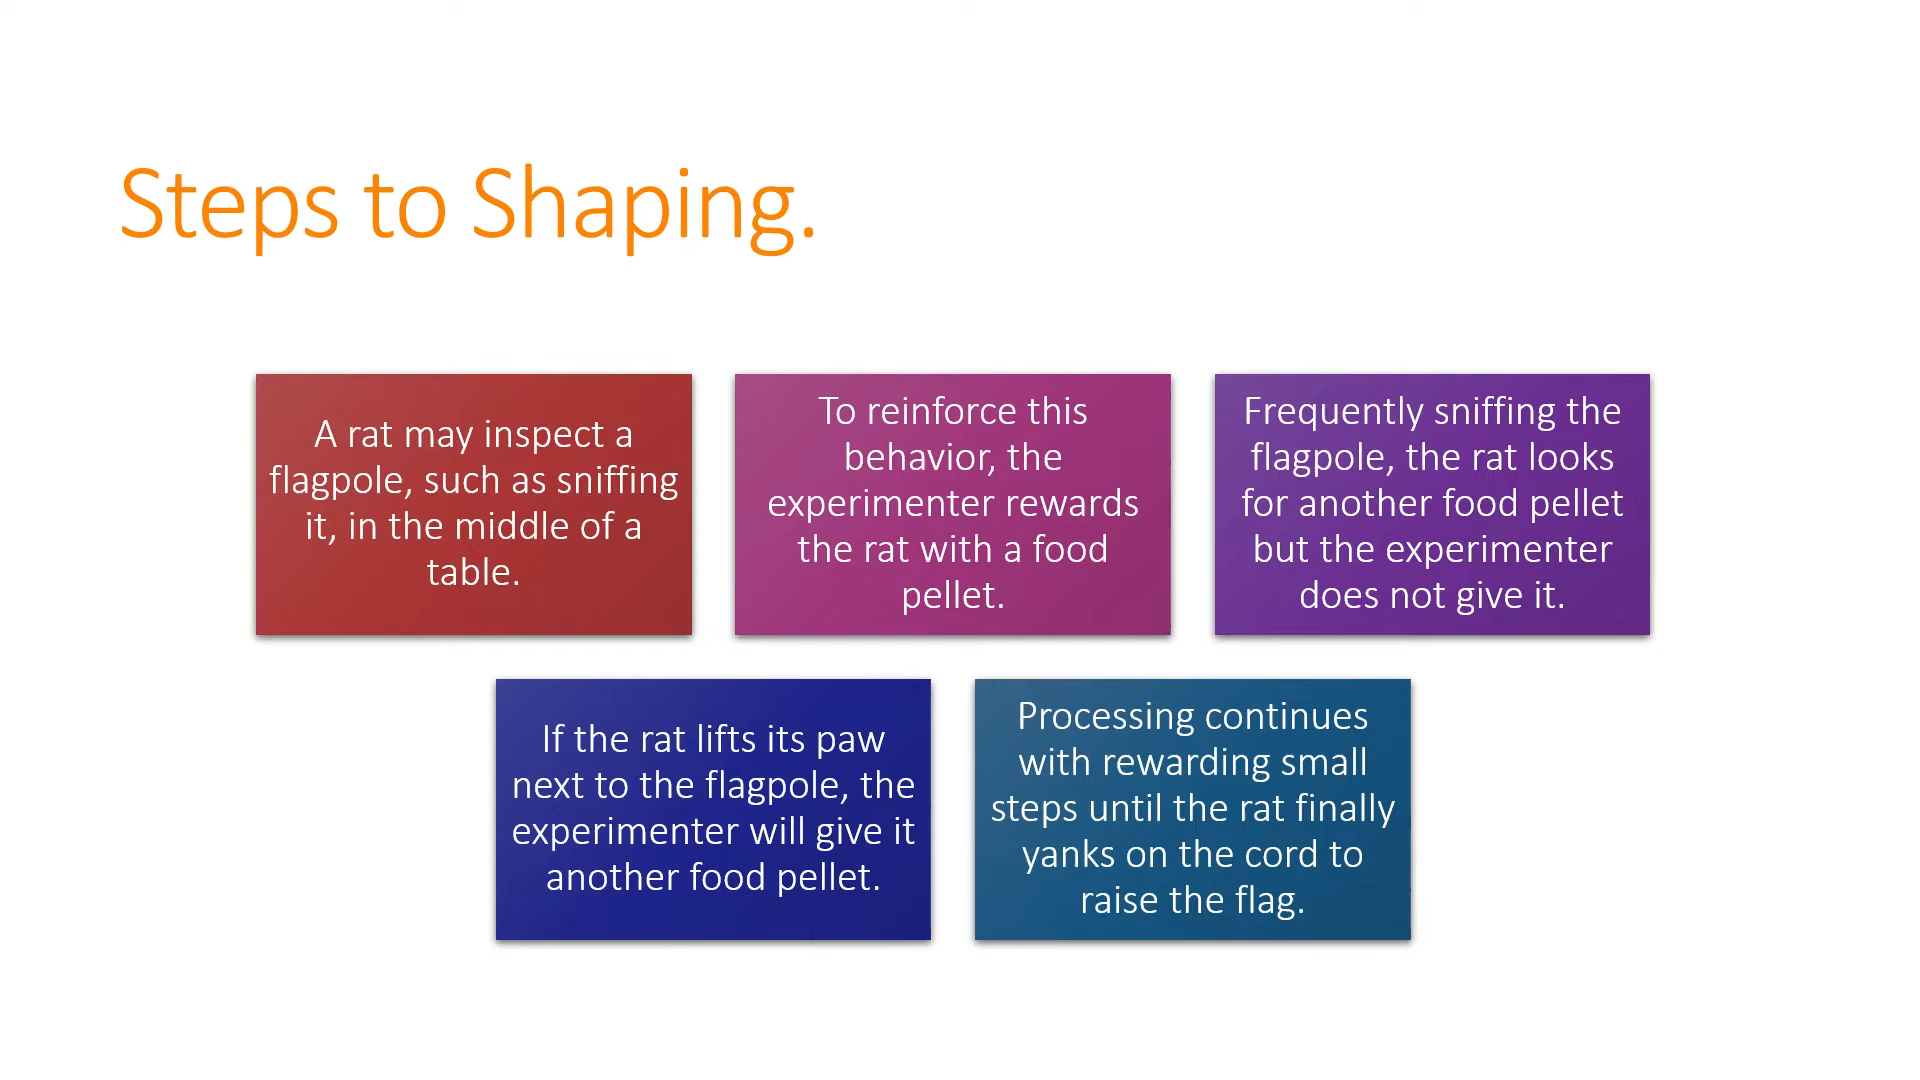 Steps to Shaping.
A rat may inspect a
flagpole, such as sniffing
it, in the middle of a
table.
To reinforce this
behavior, the
experimenter rewards
the rat with a food
pellet.
Frequently sniffing the
flagpole, the rat looks
for another food pellet
but the experimenter
does not give it.
If the rat lifts its paw
next to the flagpole, the
experimenter will give it
another food pellet.
Processing continues
with rewarding small
steps until the rat finally
yanks on the cord to
raise the flag.